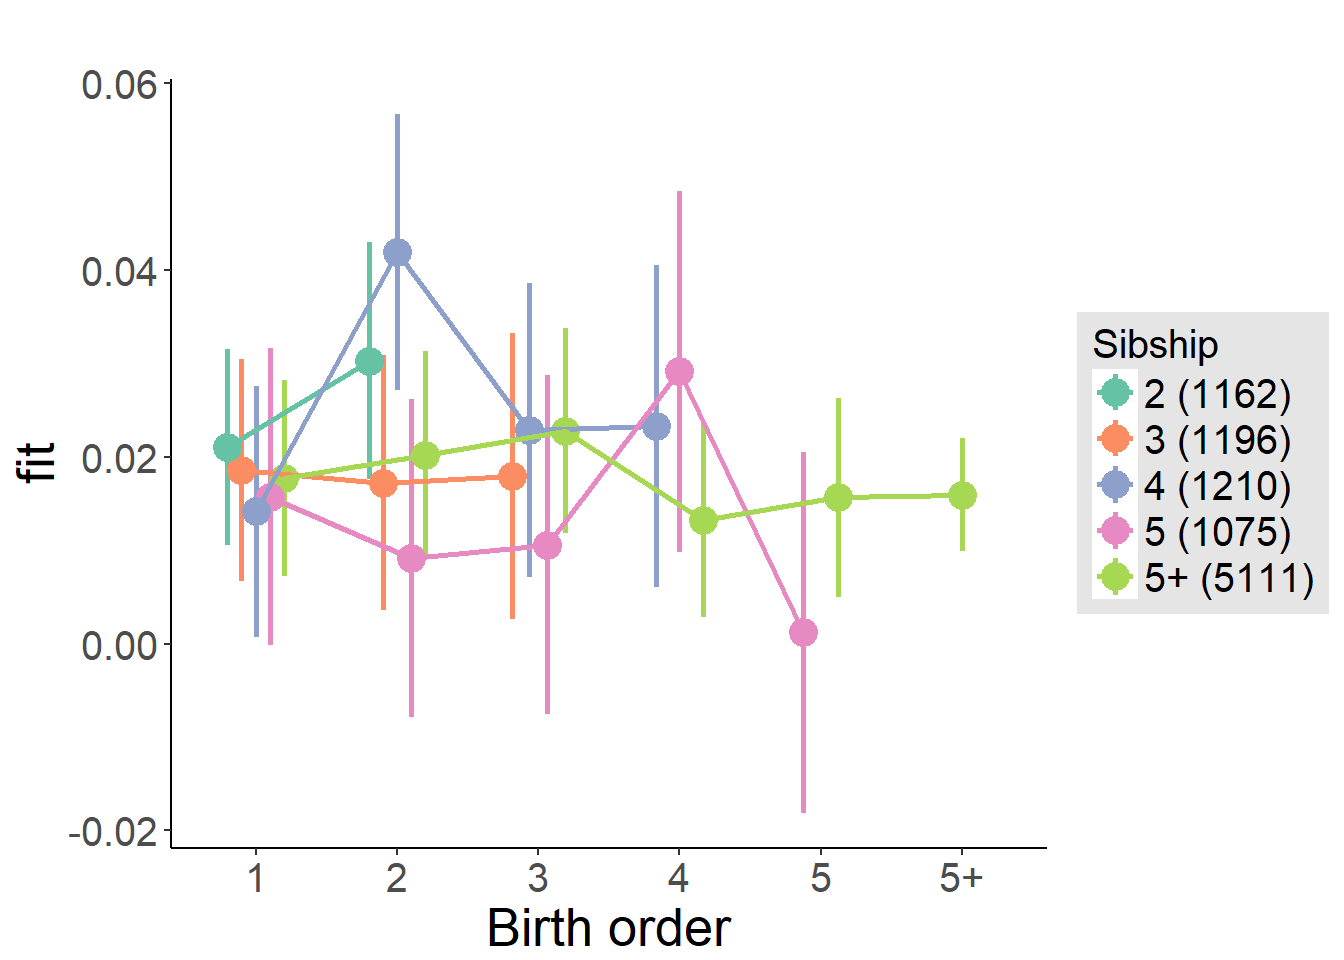 0.06
0.04
0.02
0.00
-0.02
fit
1 2 3 4 5 5+
Birth order
Sibship
2 (1162)
3 (1196)
4 (1210)
5 (1075)
5+ (5111)